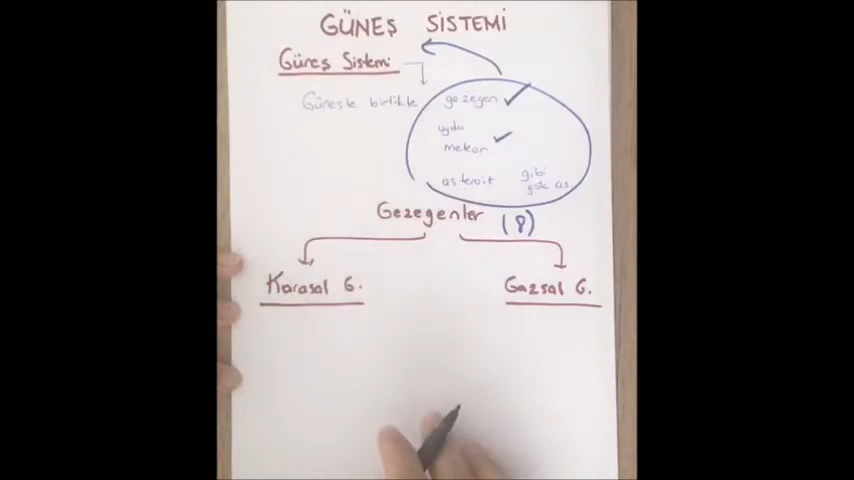 GÜNEŞ SİSTEMİ
Güneş Sistemi
Güneşle birlikte gezegen
uydu
meteor
asteroit gibi
gök cis
Gezegenler (8)
Karasal G. Gazsal G.